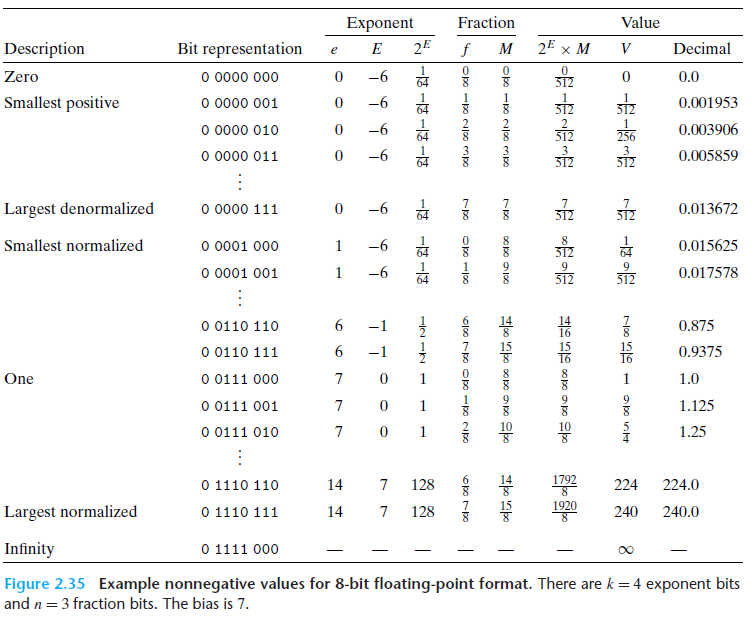 Exponent Fraction Value
Description Bit representation e E 2^E f M 2^E × M V Decimal
Zero 0 0000 000 0 −6 1/64 0/8 0/8 0/512 0 0.0
Smallest positive 0 0000 001 0 −6 1/64 1/8 1/8 1/512 1/512 0.001953
0 0000 010 0 −6 1/64 2/8 2/8 2/512 1/256 0.003906
0 0000 011 0 −6 1/64 3/8 3/8 3/512 3/512 0.005859
⋮
Largest denormalized 0 0000 111 0 −6 1/64 7/8 7/8 7/512 7/512 0.013672
Smallest normalized 0 0001 000 1 −6 1/64 0/8 8/8 8/512 1/64 0.015625
0 0001 001 1 −6 1/64 1/8 9/8 9/512 9/512 0.017578
⋮
0 0110 110 6 −1 1/2 6/8 14/8 14/16 7/8 0.875
0 0110 111 6 −1 1/2 7/8 15/8 15/16 15/16 0.9375
One 0 0111 000 7 0 1 0/8 8/8 8/8 1 1.0
0 0111 001 7 0 1 1/8 9/8 9/8 9/8 1.125
0 0111 010 7 0 1 2/8 10/8 10/8 5/4 1.25
⋮
0 1110 110 14 7 128 6/8 14/8 1792/8 224 224.0
Largest normalized 0 1110 111 14 7 128 7/8 15/8 1920/8 240 240.0
Infinity 0 1111 000 — — — — — — ∞ —
Figure 2.35 Example nonnegative values for 8-bit floating-point format. There are k = 4 exponent bits
and n = 3 fraction bits. The bias is 7.